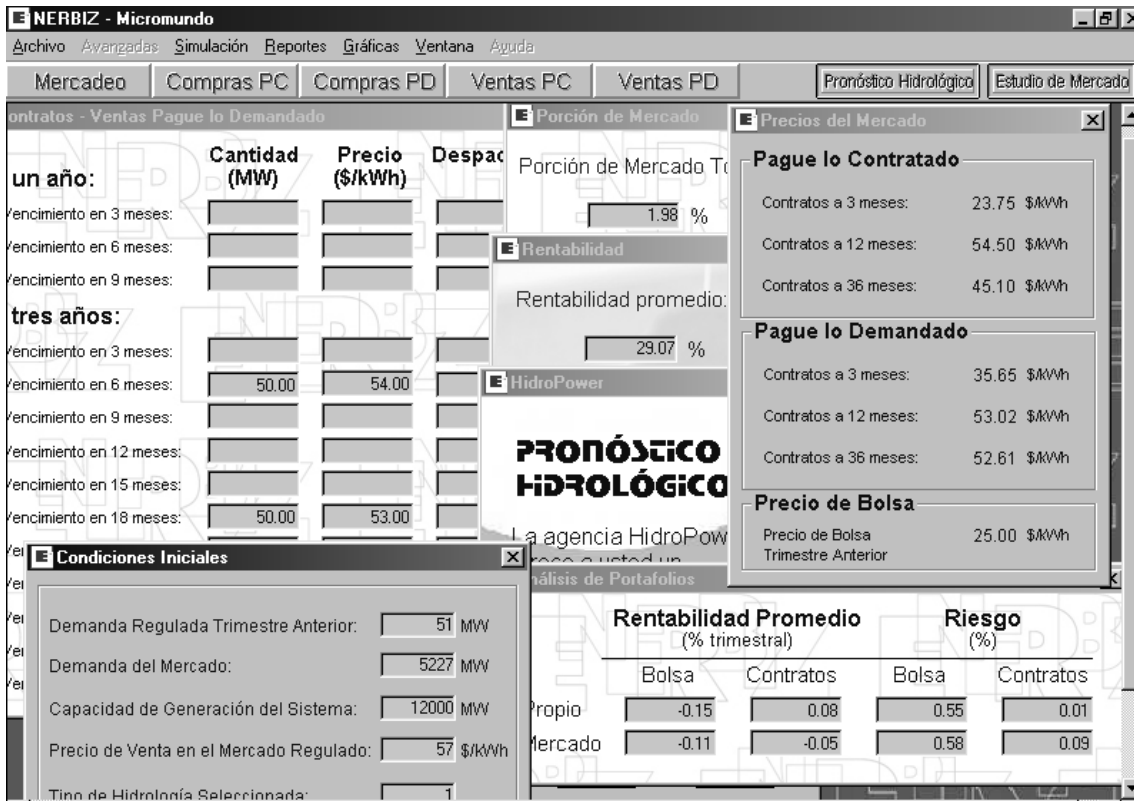 NERBIZ - Micromundo
Archivo Avanzadas Simulación Reportes Gráficas Ventana Ayuda
Mercadeo Compras PC Compras PD Ventas PC Ventas PD Pronóstico Hidrológico Estudio de Mercado
ontratos - Ventas Pague lo Demandado
Cantidad (MW) Precio ($/kWh) Despac
un año:
Vencimiento en 3 meses:
Vencimiento en 6 meses:
Vencimiento en 9 meses:
tres años:
Vencimiento en 3 meses:
Vencimiento en 6 meses: 50.00 54.00
Vencimiento en 9 meses:
Vencimiento en 12 meses:
Vencimiento en 15 meses:
Vencimiento en 18 meses: 50.00 53.00
Porción de Mercado
Porción de Mercado To
1.98 %
Rentabilidad
Rentabilidad promedio:
29.07 %
HidroPower
PRONÓSTICO
HIDROLÓGICO
La agencia HidroPow
Precios del Mercado
Pague lo Contratado
Contratos a 3 meses: 23.75 $/kWh
Contratos a 12 meses: 54.50 $/kWh
Contratos a 36 meses: 45.10 $/kWh
Pague lo Demandado
Contratos a 3 meses: 35.65 $/kWh
Contratos a 12 meses: 53.02 $/kWh
Contratos a 36 meses: 52.61 $/kWh
Precio de Bolsa
Precio de Bolsa 25.00 $/kWh
Trimestre Anterior
Condiciones Iniciales
Demanda Regulada Trimestre Anterior: 51 MW
Demanda del Mercado: 5227 MW
Capacidad de Generación del Sistema: 12000 MW
Precio de Venta en el Mercado Regulado: 57 $/kWh
Tipo de Hidrología Seleccionada: 1
nálisis de Portafolios
Rentabilidad Promedio Riesgo
(% trimestral) (%)
Bolsa Contratos Bolsa Contratos
Propio -0.15 0.08 0.55 0.01
Mercado -0.11 -0.05 0.58 0.09